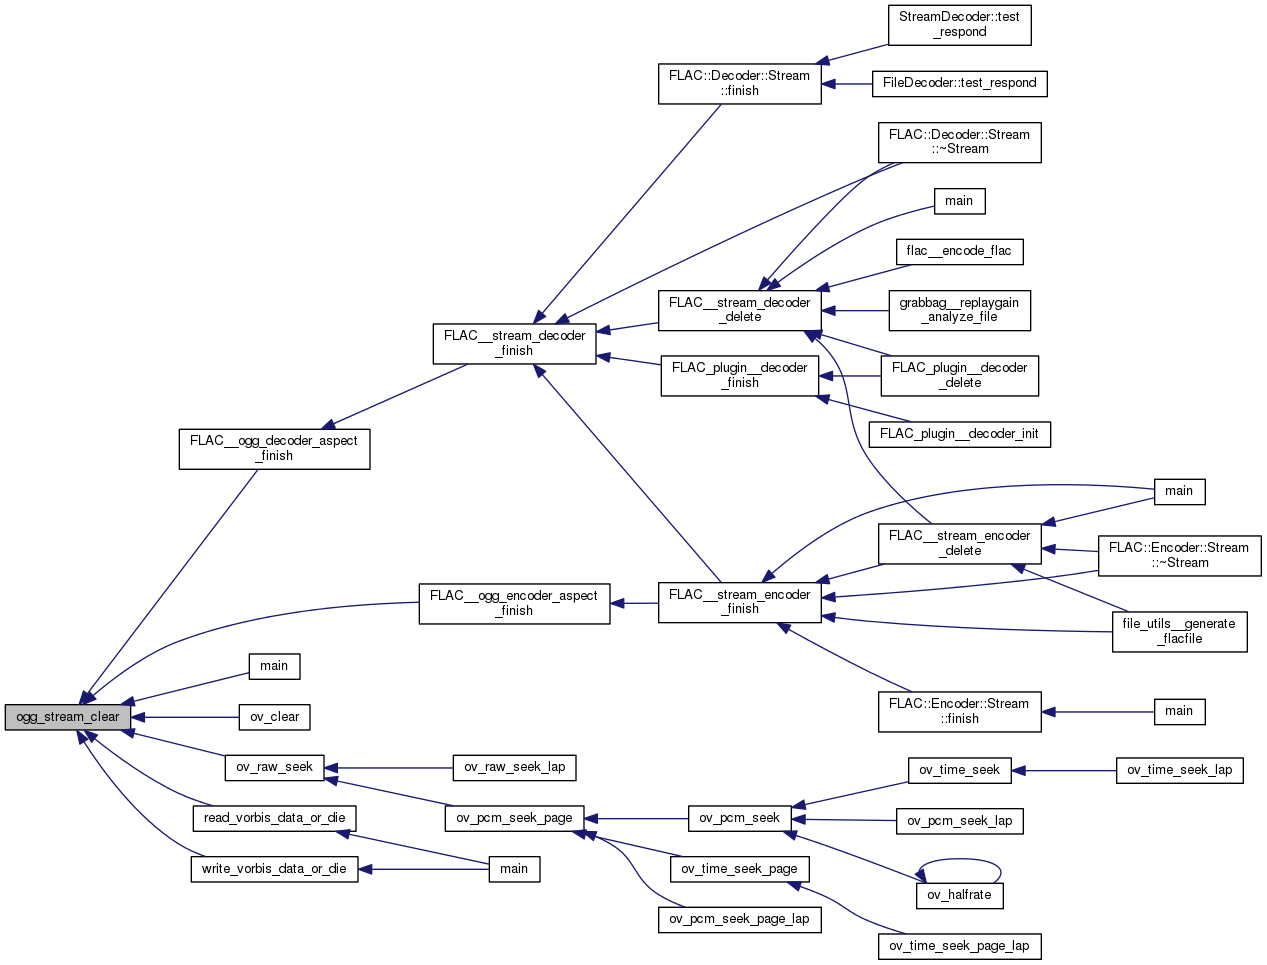 StreamDecoder::test
_respond
FLAC::Decoder::Stream
::finish
FileDecoder::test_respond
FLAC::Decoder::Stream
::~Stream
main
flac__encode_flac
FLAC__stream_decoder
_delete
grabbag__replaygain
_analyze_file
FLAC__stream_decoder
_finish
FLAC_plugin__decoder
_finish
FLAC_plugin__decoder
_delete
FLAC_plugin__decoder_init
FLAC__ogg_decoder_aspect
_finish
main
FLAC__stream_encoder
_delete
FLAC::Encoder::Stream
::~Stream
FLAC__ogg_encoder_aspect
_finish
FLAC__stream_encoder
_finish
file_utils__generate
_flacfile
main
FLAC::Encoder::Stream
::finish
main
ogg_stream_clear
ov_clear
ov_raw_seek
ov_raw_seek_lap
ov_time_seek
ov_time_seek_lap
read_vorbis_data_or_die
ov_pcm_seek_page
ov_pcm_seek
ov_pcm_seek_lap
write_vorbis_data_or_die
main
ov_time_seek_page
ov_halfrate
ov_pcm_seek_page_lap
ov_time_seek_page_lap